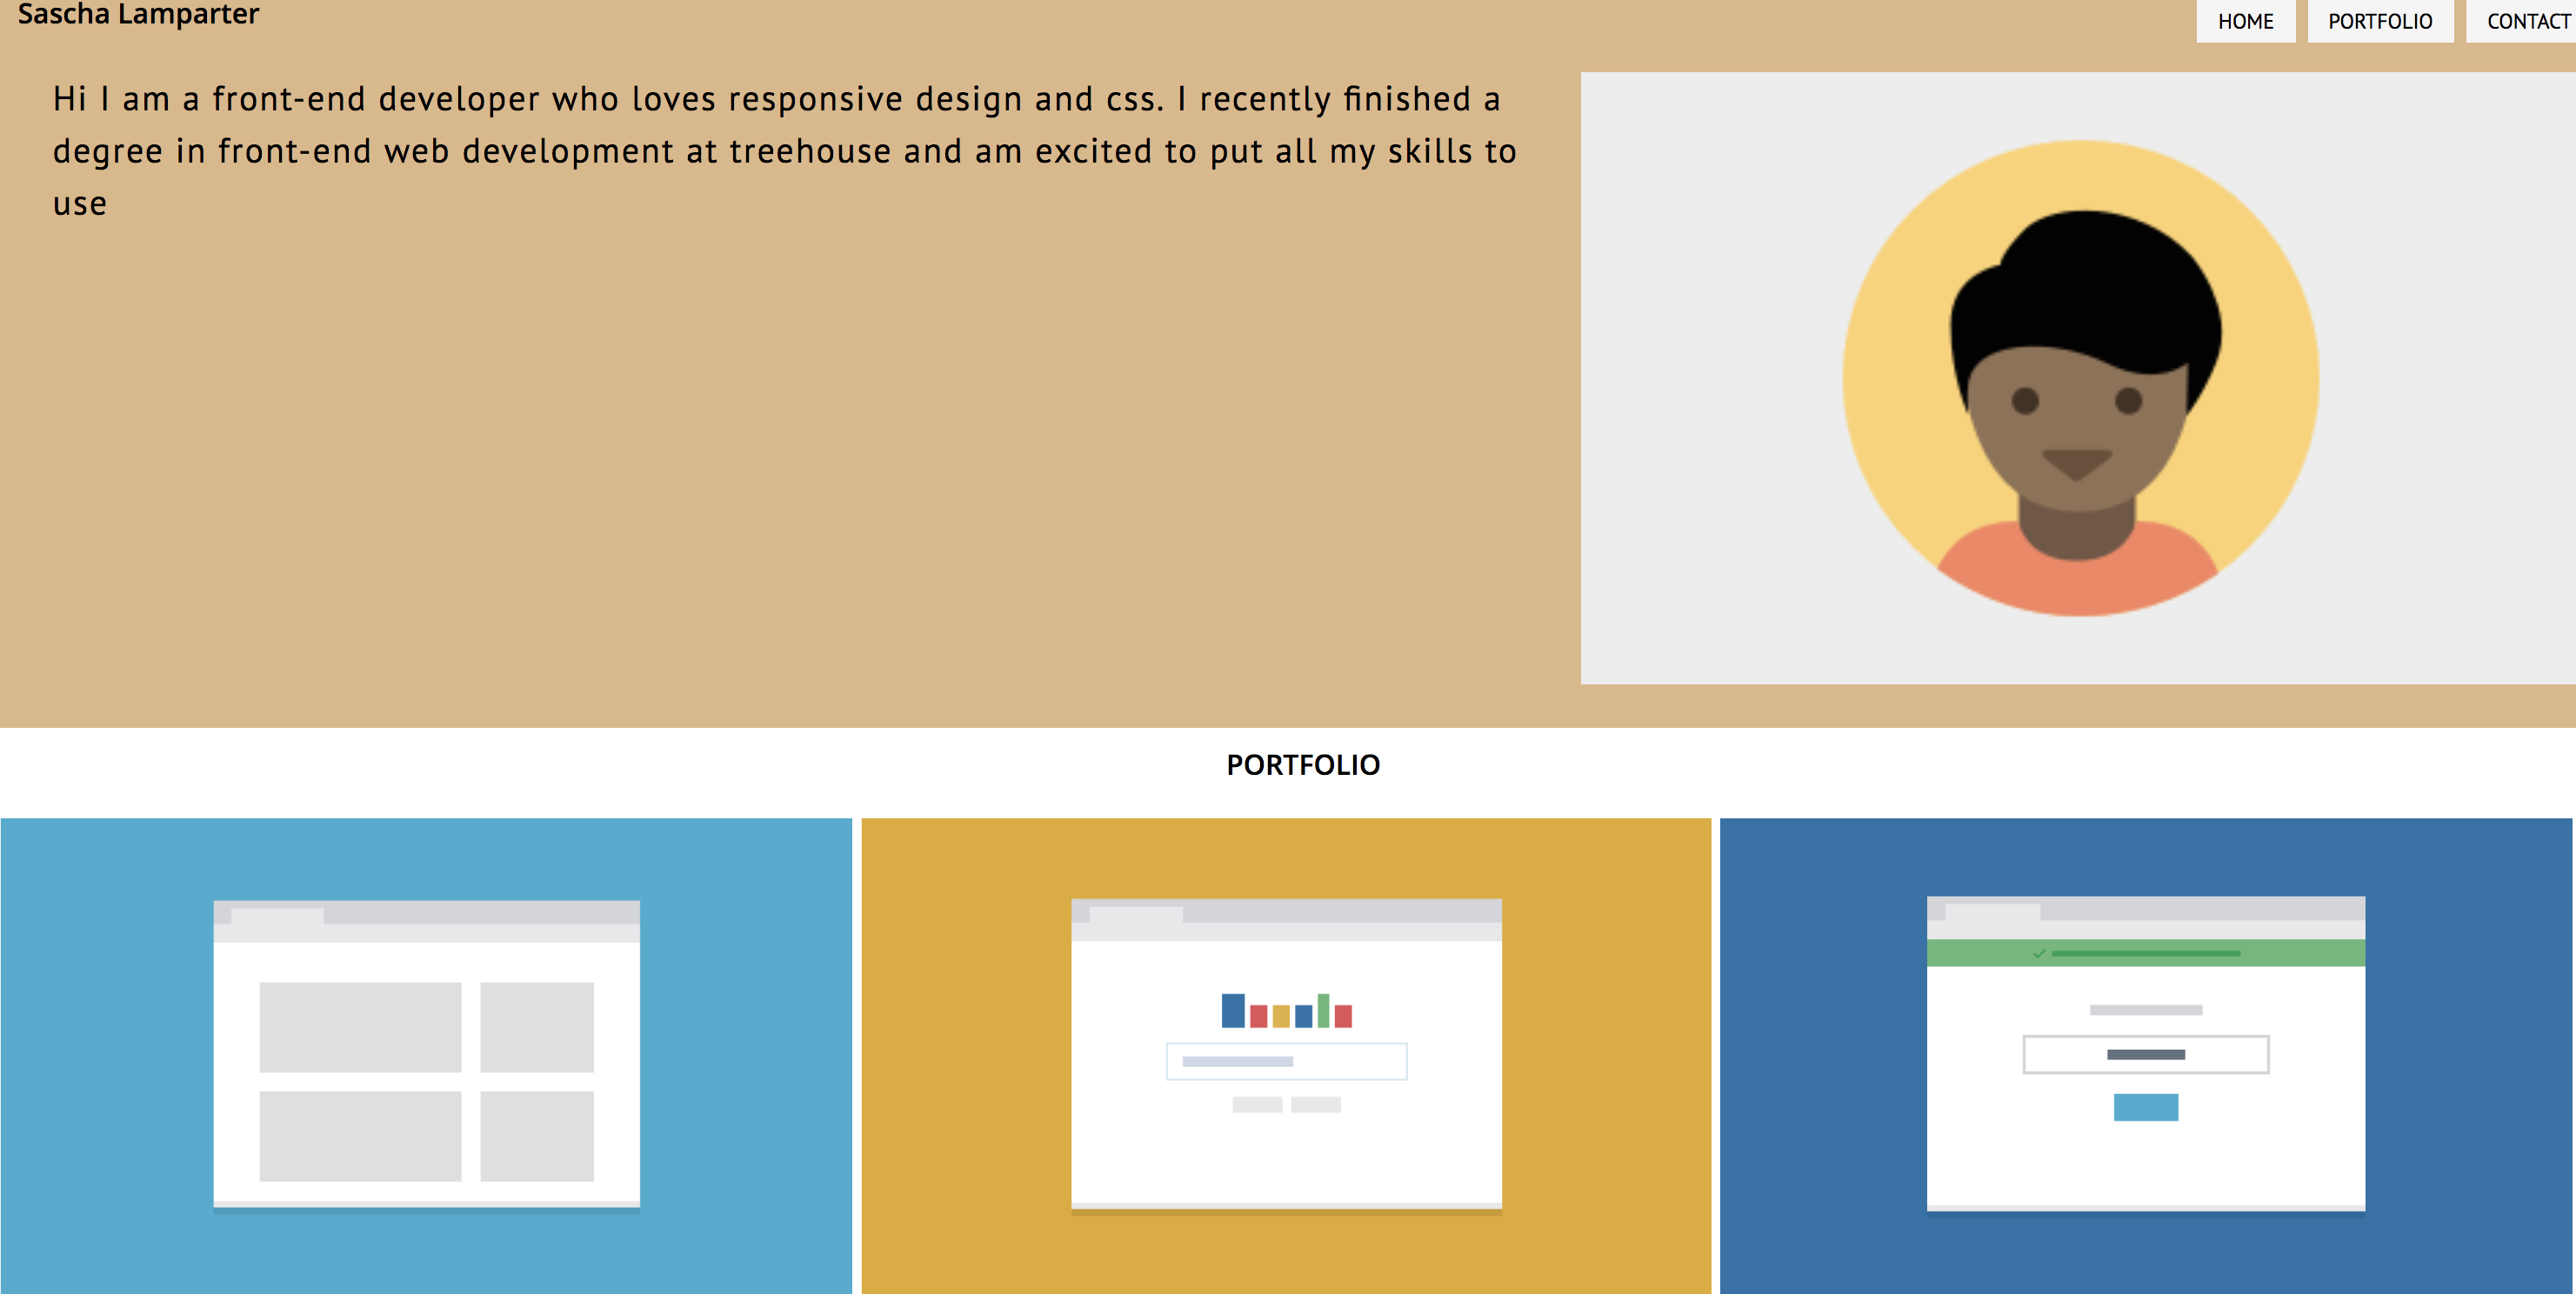 Sascha Lamparter
HOME PORTFOLIO CONTACT
Hi I am a front-end developer who loves responsive design and css. I recently finished a
degree in front-end web development at treehouse and am excited to put all my skills to
use
PORTFOLIO